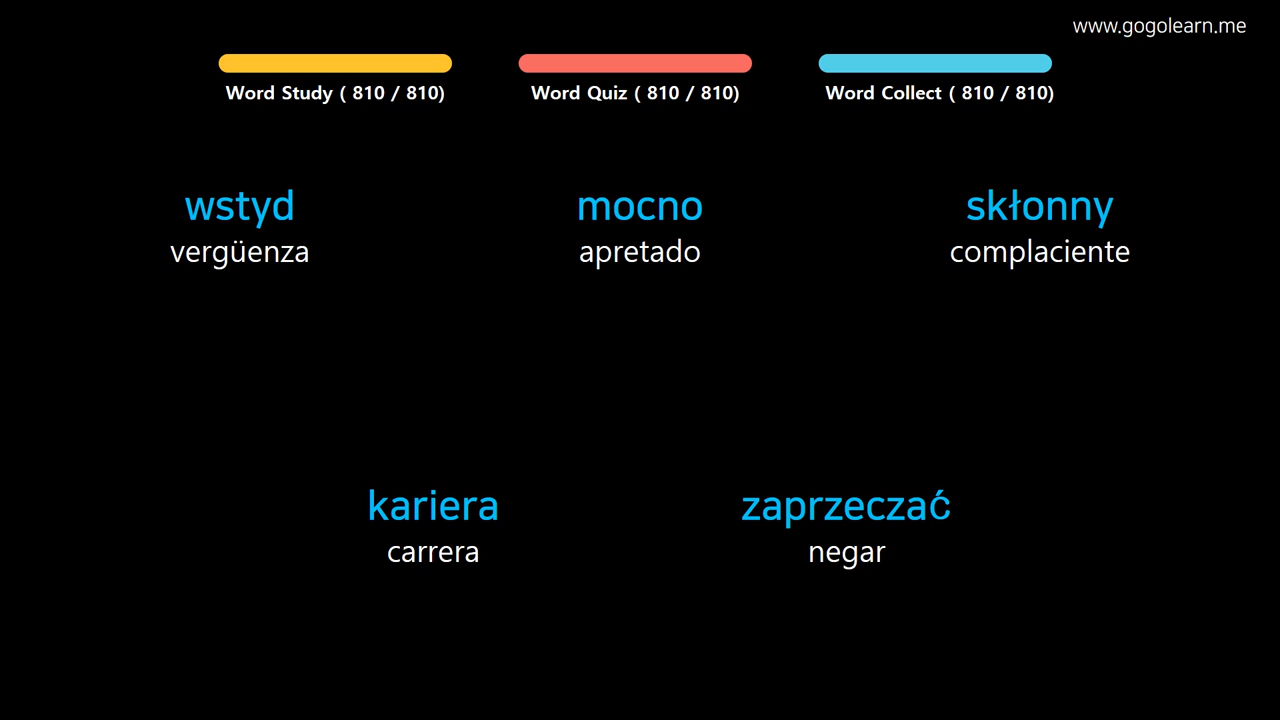 www.gogolearn.me
Word Study ( 810 / 810)
Word Quiz ( 810 / 810)
Word Collect ( 810 / 810)
wstyd
vergüenza
mocno
apretado
skłonny
complaciente
kariera
carrera
zaprzeczać
negar